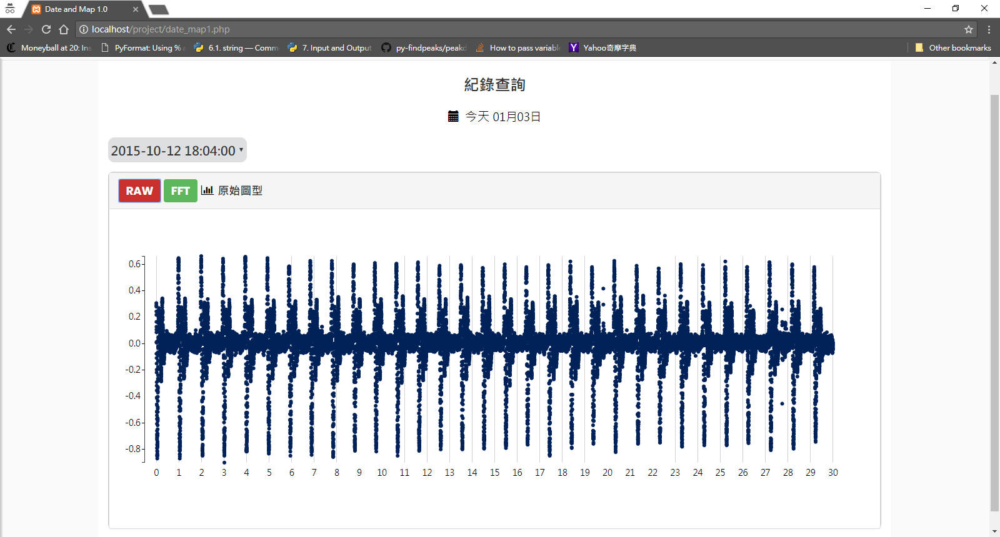 Date and Map 1.0
localhost/project/date_map1.php
Moneyball at 20: Ins
PyFormat: Using %
6.1. string — Comm
7. Input and Output
py-findpeaks/peakd
How to pass variabl
Yahoo奇摩字典
Other bookmarks
紀錄查詢
今天 01月03日
2015-10-12 18:04:00
RAW FFT 原始圖型
0.6
0.4
0.2
0.0
-0.2
-0.4
-0.6
-0.8
0 1 2 3 4 5 6 7 8 9 10 11 12 13 14 15 16 17 18 19 20 21 22 23 24 25 26 27 28 29 30